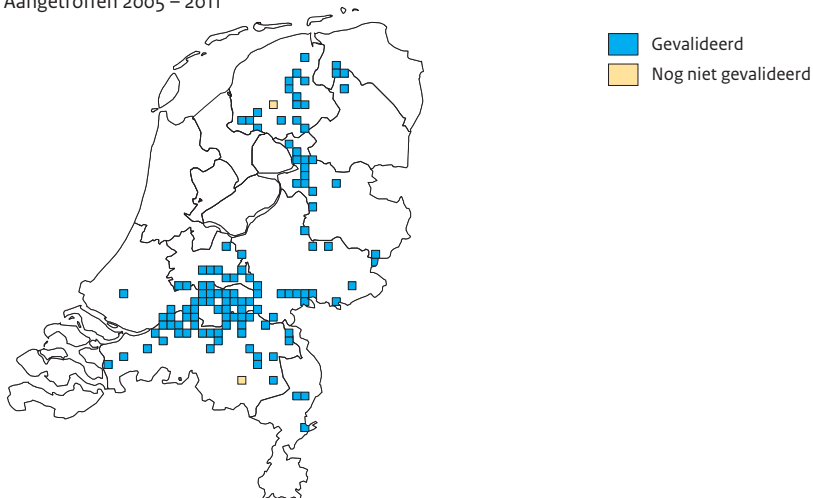 Aangetroffen 2005 – 2011
Gevalideerd
Nog niet gevalideerd